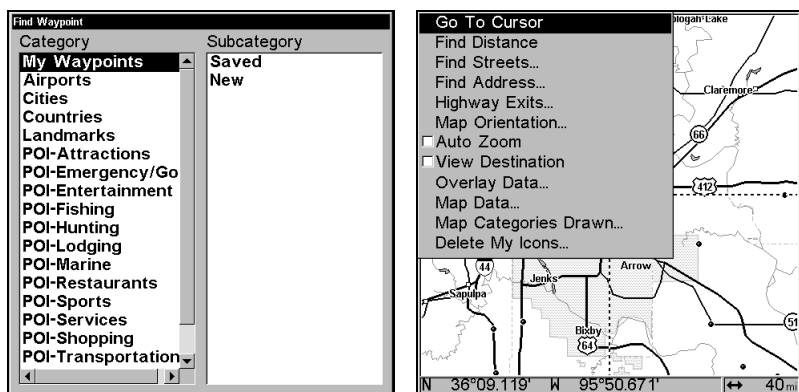 Find Waypoint
Category Subcategory
My Waypoints
Airports
Cities
Countries
Landmarks
POI-Attractions
POI-Emergency/Go
POI-Entertainment
POI-Fishing
POI-Hunting
POI-Lodging
POI-Marine
POI-Restaurants
POI-Sports
POI-Services
POI-Shopping
POI-Transportation
Saved
New
Go To Cursor
Find Distance
Find Streets...
Find Address...
Highway Exits...
Map Orientation...
Auto Zoom
View Destination
Overlay Data...
Map Data...
Map Categories Drawn...
Delete My Icons...
Lake
Claremore
66
412
44
Arrow
Jenks
Sapulpa
51
Bixby
64
N 36°09.119' W 95°50.671' ↔ 40 mi